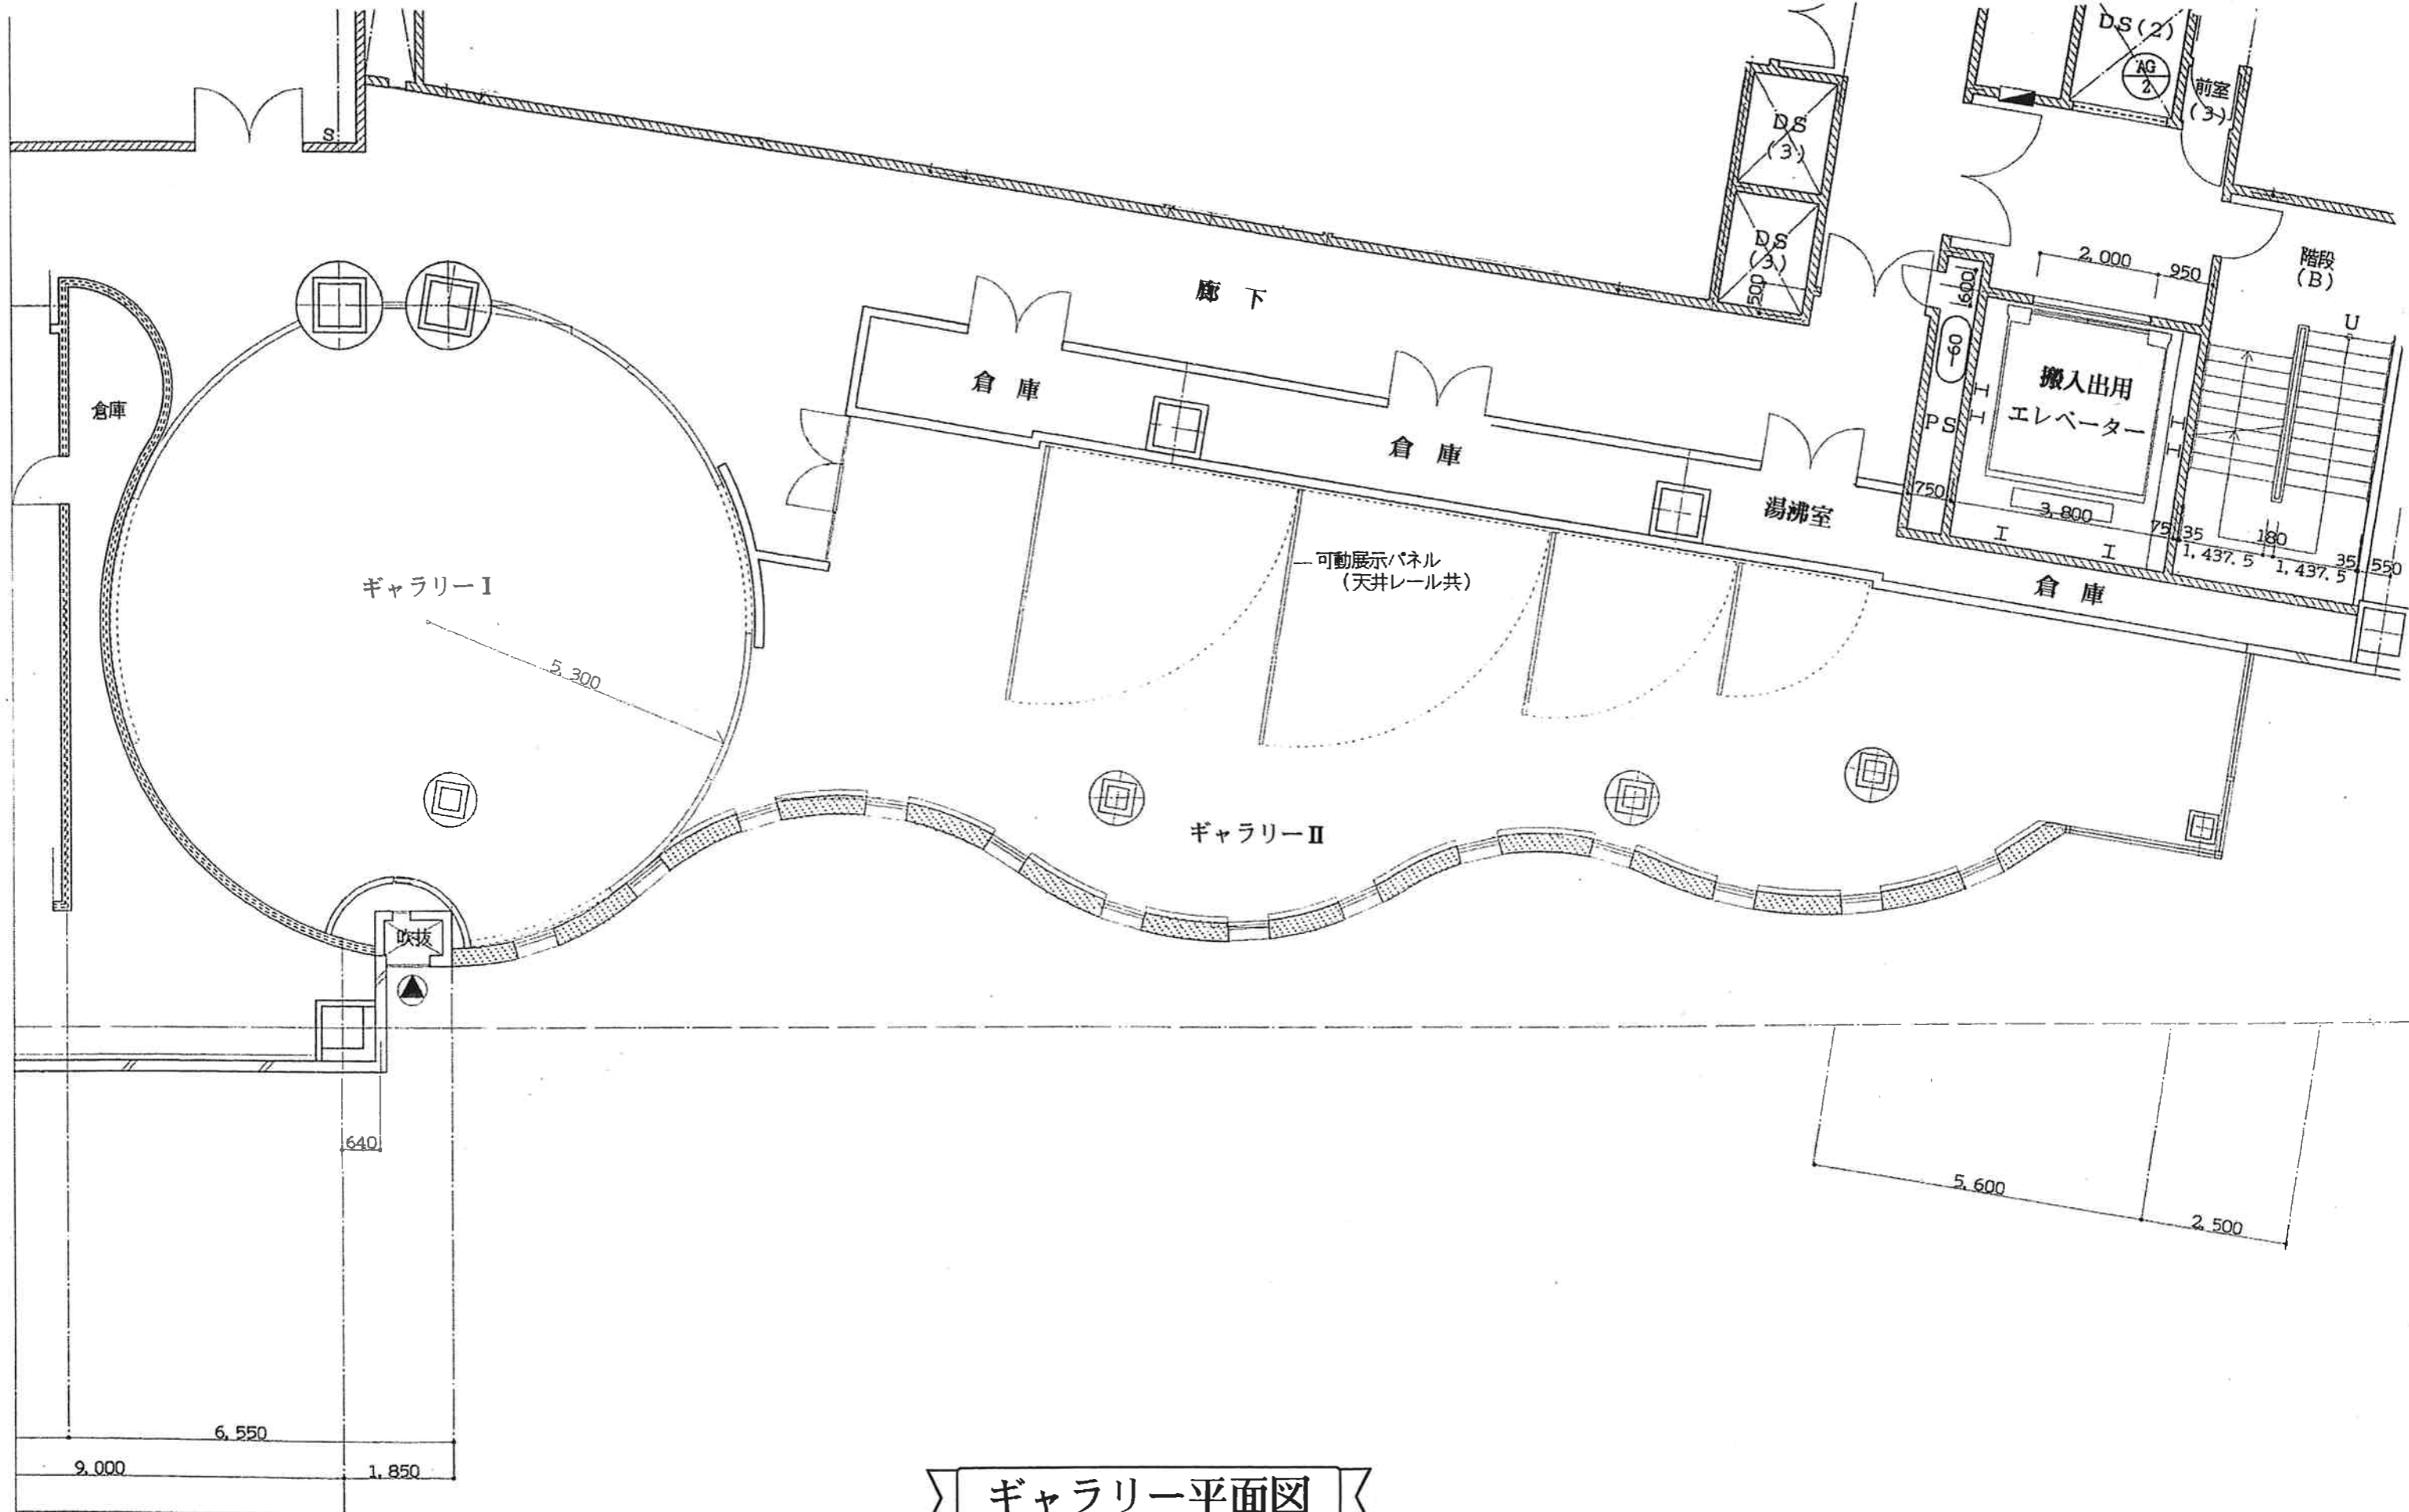 DS(2)
AG
2
前室
(3)
S
DS
(3)
DS
(3)
500
600
2,000
950
階段
(B)
U
廊 下
-60
倉 庫
搬入出用
エレベーター
倉庫
PS
倉 庫
湯沸室
750
3,800
75
35
180
1,437.5
1,437.5
35
550
可動展示パネル
(天井レール共)
ギャラリーⅠ
倉 庫
5,300
ギャラリーⅡ
吹抜
640
5,600
2,500
6,550
9,000
1,850
ギャラリー平面図